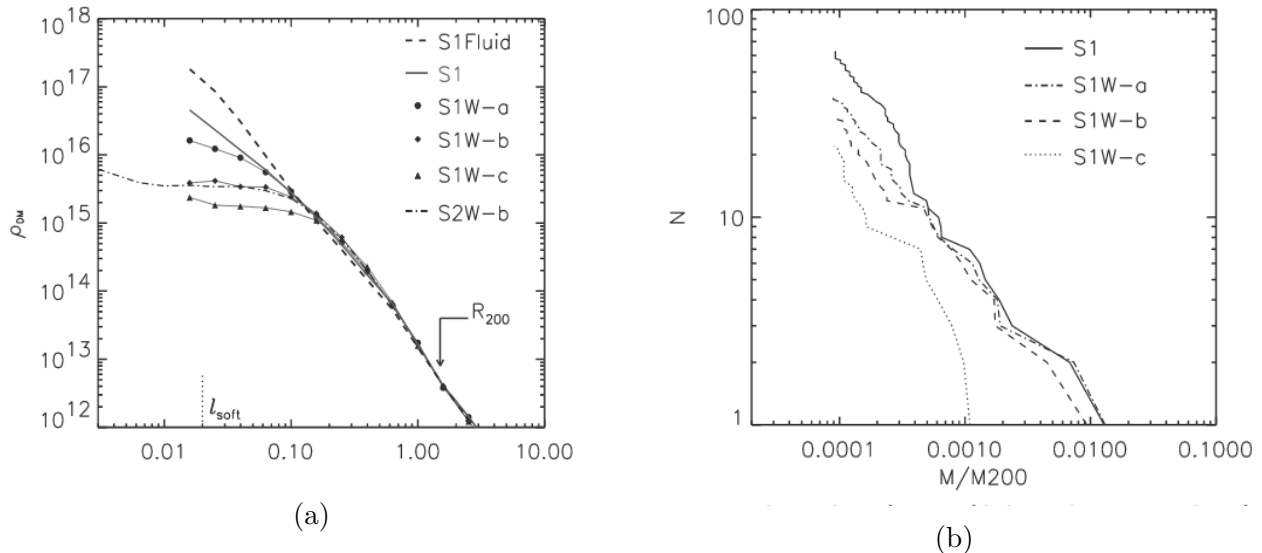 10^18
10^17
10^16
10^15
10^14
10^13
10^12
ρ_DM
S1Fluid
S1
S1W-a
S1W-b
S1W-c
S2W-b
R_200
l_soft
0.01 0.10 1.00 10.00
(a)
100
10
1
N
S1
S1W-a
S1W-b
S1W-c
0.0001 0.0010 0.0100 0.1000
M/M200
(b)